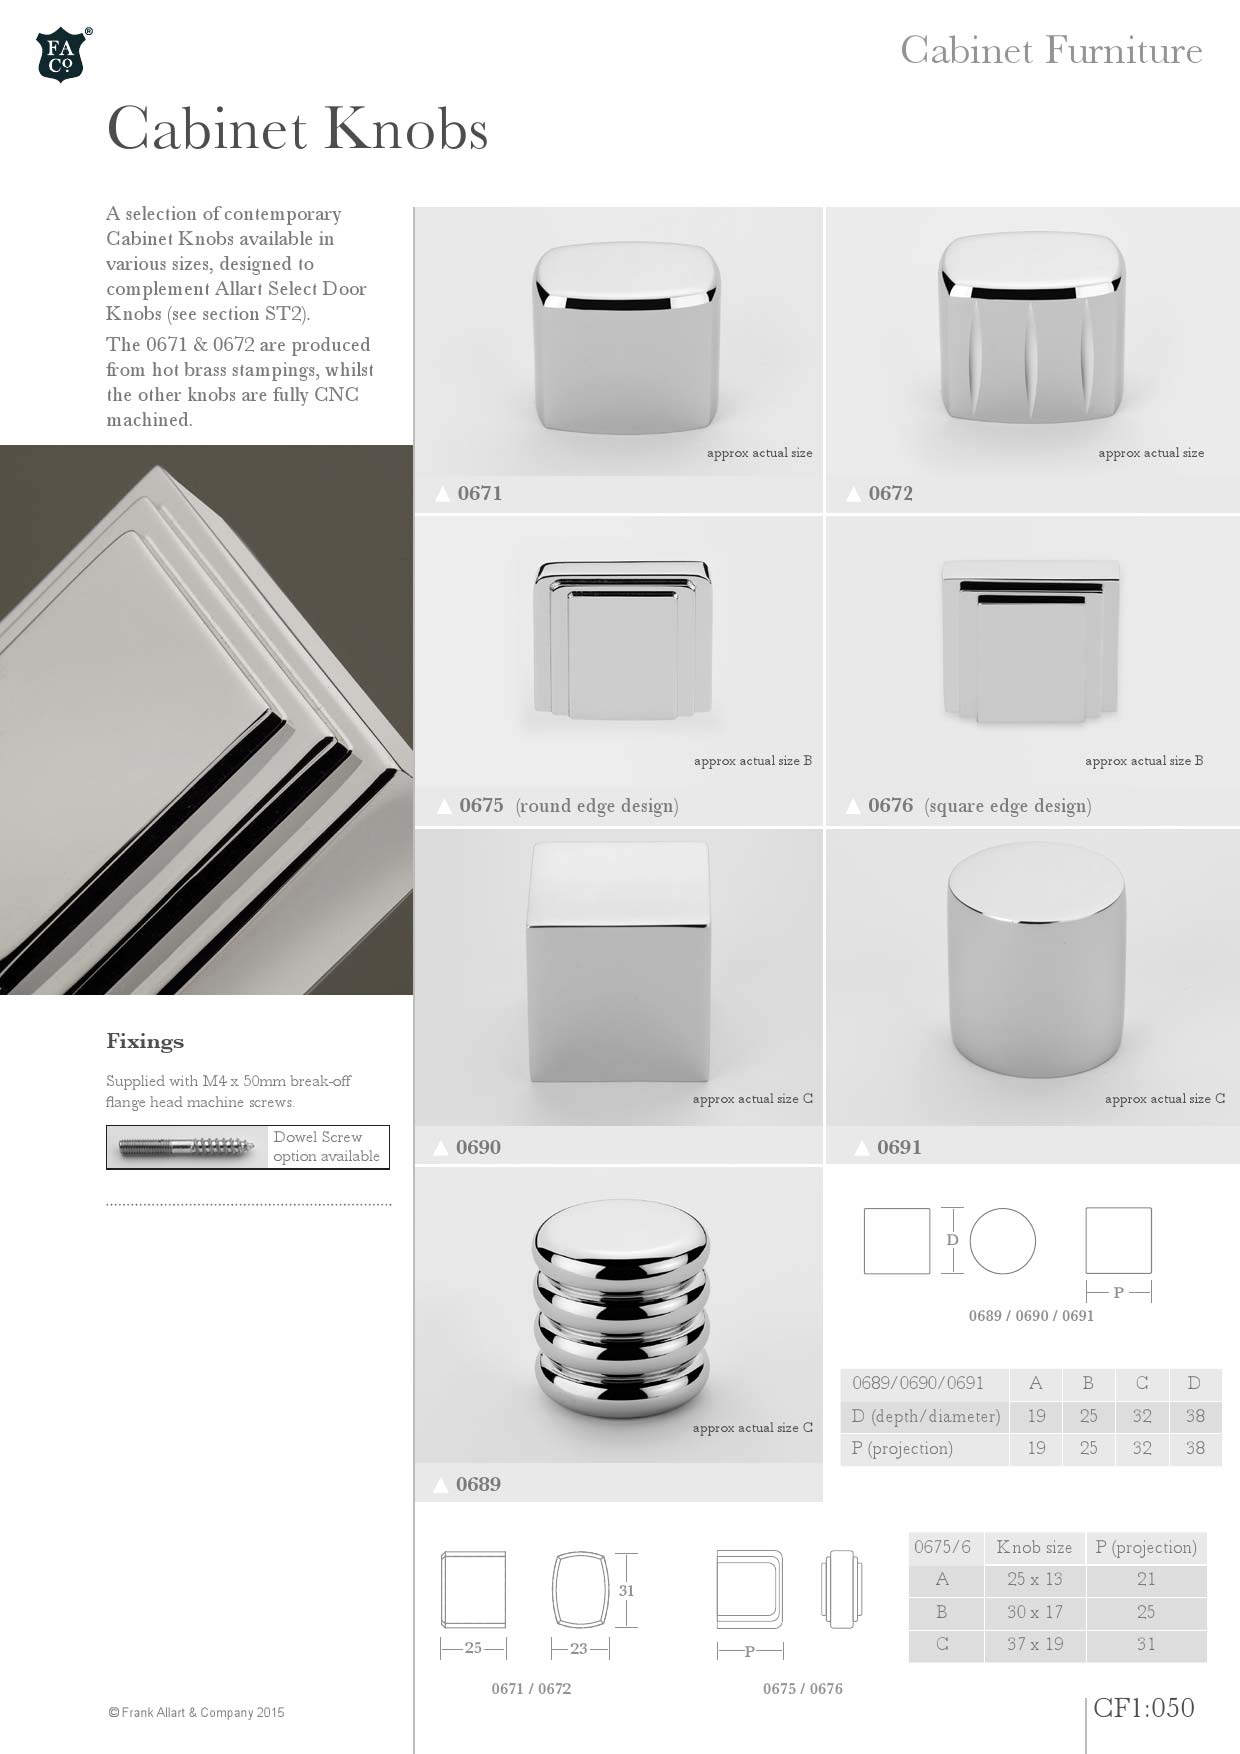 FA
Co.
®
Cabinet Furniture
Cabinet Knobs
A selection of contemporary
Cabinet Knobs available in
various sizes, designed to
complement Allart Select Door
Knobs (see section ST2).
The 0671 & 0672 are produced
from hot brass stampings, whilst
the other knobs are fully CNC
machined.
approx actual size
0671
approx actual size
0672
approx actual size B
0675 (round edge design)
approx actual size B
0676 (square edge design)
approx actual size C
0690
approx actual size C
0691
approx actual size C
0689
Fixings
Supplied with M4 x 50mm break-off
flange head machine screws.
Dowel Screw
option available
D
P
0689 / 0690 / 0691
0689/0690/0691 A B C D
D (depth/diameter) 19 25 32 38
P (projection) 19 25 32 38
25
23
31
0671 / 0672
P
0675 / 0676
0675/6 Knob size P (projection)
A 25 x 13 21
B 30 x 17 25
C 37 x 19 31
© Frank Allart & Company 2015
CF1:050